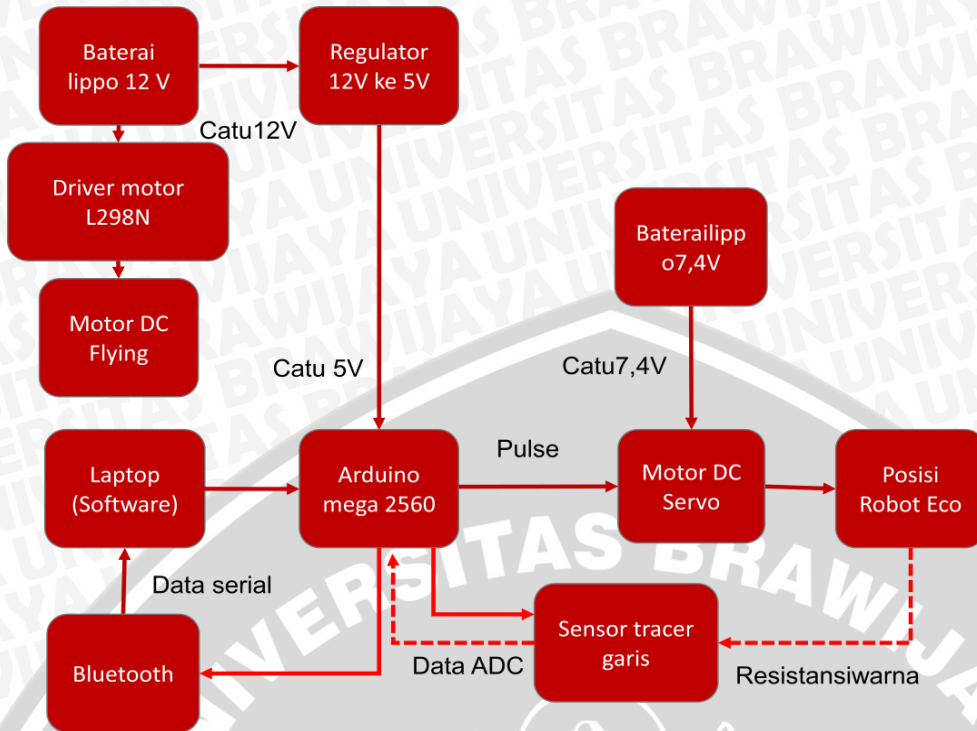 Baterai
lippo 12 V
Regulator
12V ke 5V
Catu12V
Driver motor
L298N
Baterailipp
o7,4V
Motor DC
Flying
Catu 5V
Catu7,4V
Laptop
(Software)
Arduino
mega 2560
Pulse
Motor DC
Servo
Posisi
Robot Eco
Data serial
Bluetooth
Data ADC
Sensor tracer
garis
Resistansiwarna
UNIVERSITAS BRAWIJAYA